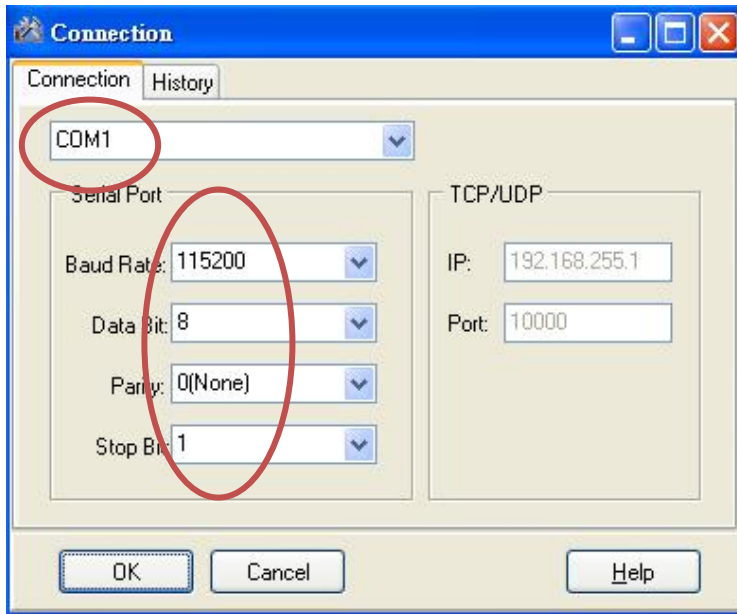 Connection
Connection History
COM1
Serial Port
Baud Rate: 115200
Data Bit: 8
Parity: 0(None)
Stop Bit: 1
TCP/UDP
IP: 192.168.255.1
Port: 10000
OK Cancel Help